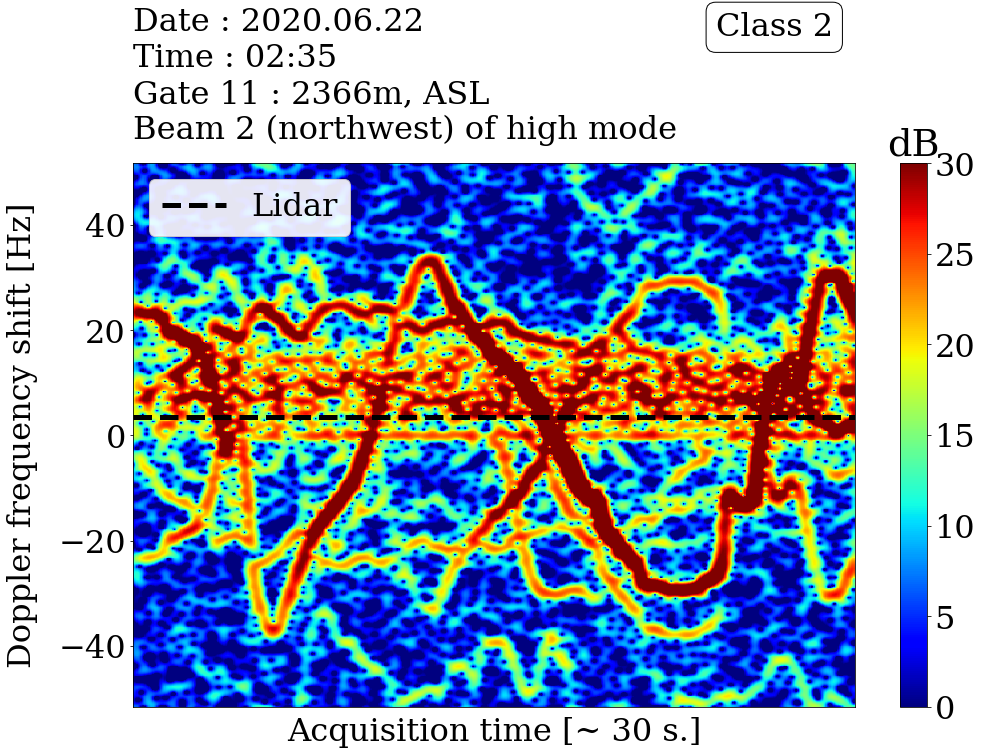 Date : 2020.06.22
Time : 02:35
Gate 11 : 2366m, ASL
Beam 2 (northwest) of high mode
Class 2
dB
Lidar
Doppler frequency shift [Hz]
40
20
0
−20
−40
30
25
20
15
10
5
0
Acquisition time [~ 30 s.]